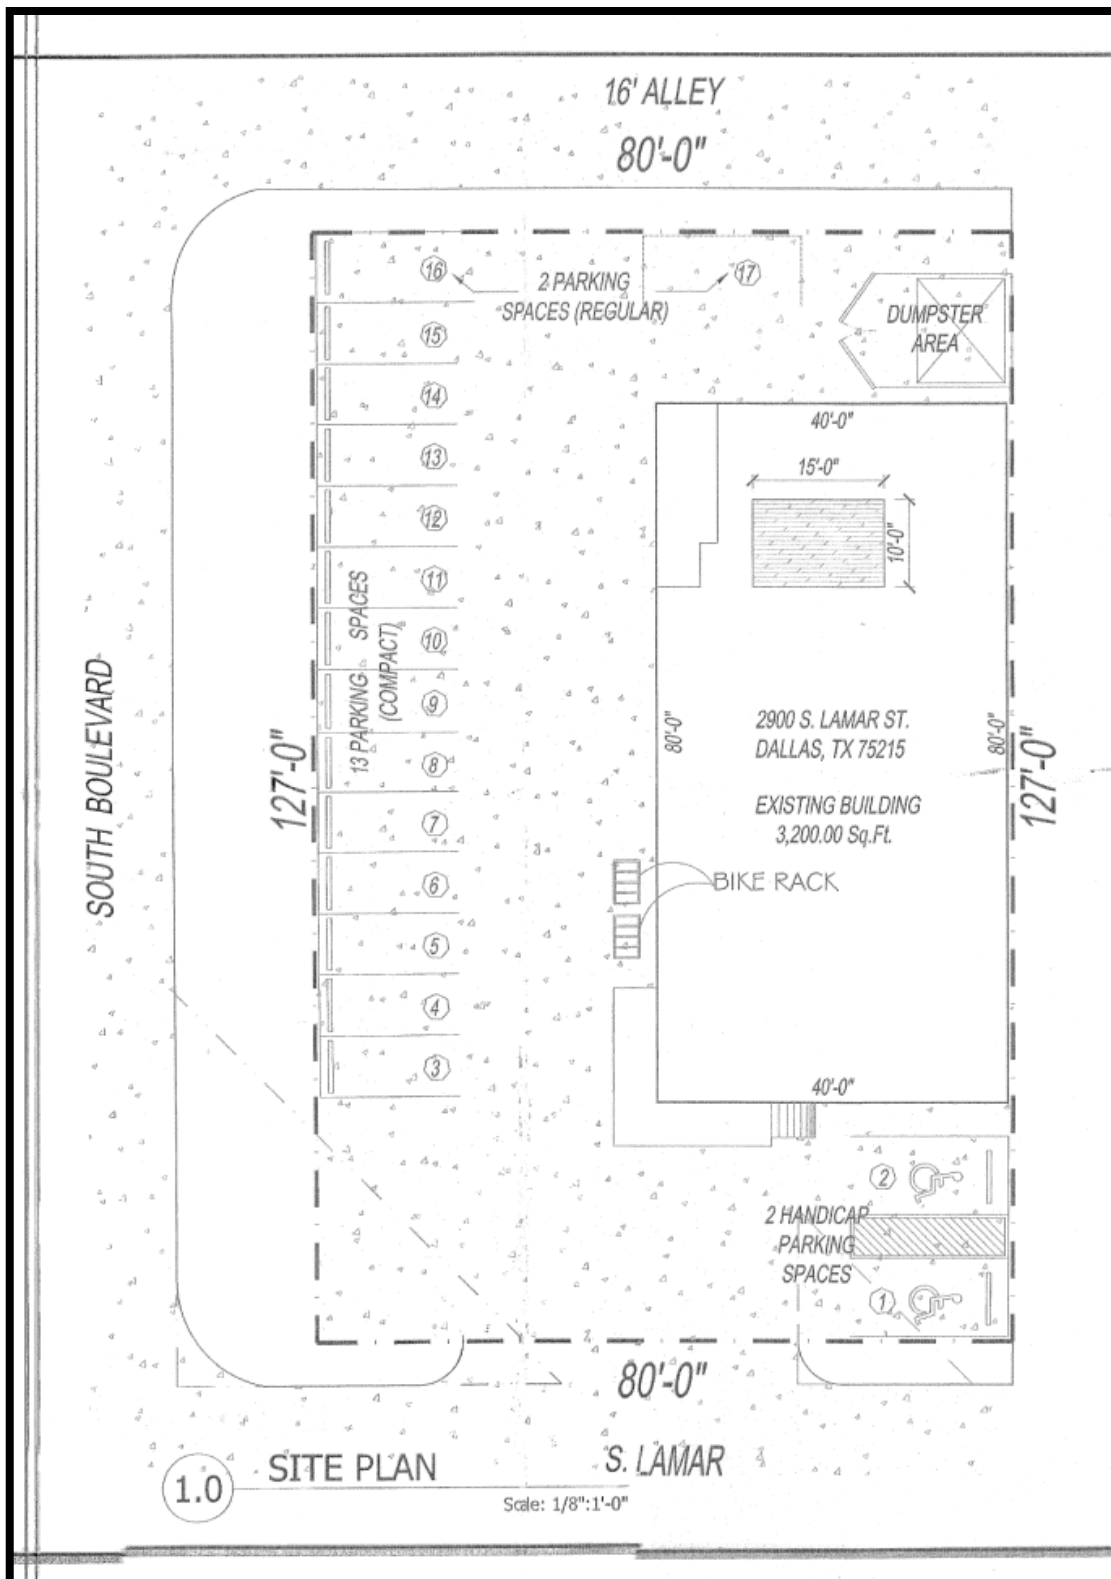 16' ALLEY
80'-0"
16
2 PARKING
SPACES (REGULAR)
17
DUMPSTER
AREA
15
14
13
12
11
10
9
8
7
6
5
4
3
13 PARKING SPACES
(COMPACT)
SOUTH BOULEVARD
127'-0"
40'-0"
15'-0"
10'-0"
80'-0"
2900 S. LAMAR ST.
DALLAS, TX 75215
EXISTING BUILDING
3,200.00 Sq.Ft.
80'-0"
127'-0"
BIKE RACK
40'-0"
2
2 HANDICAP
PARKING
SPACES
1
80'-0"
S. LAMAR
1.0
SITE PLAN
Scale: 1/8":1'-0"